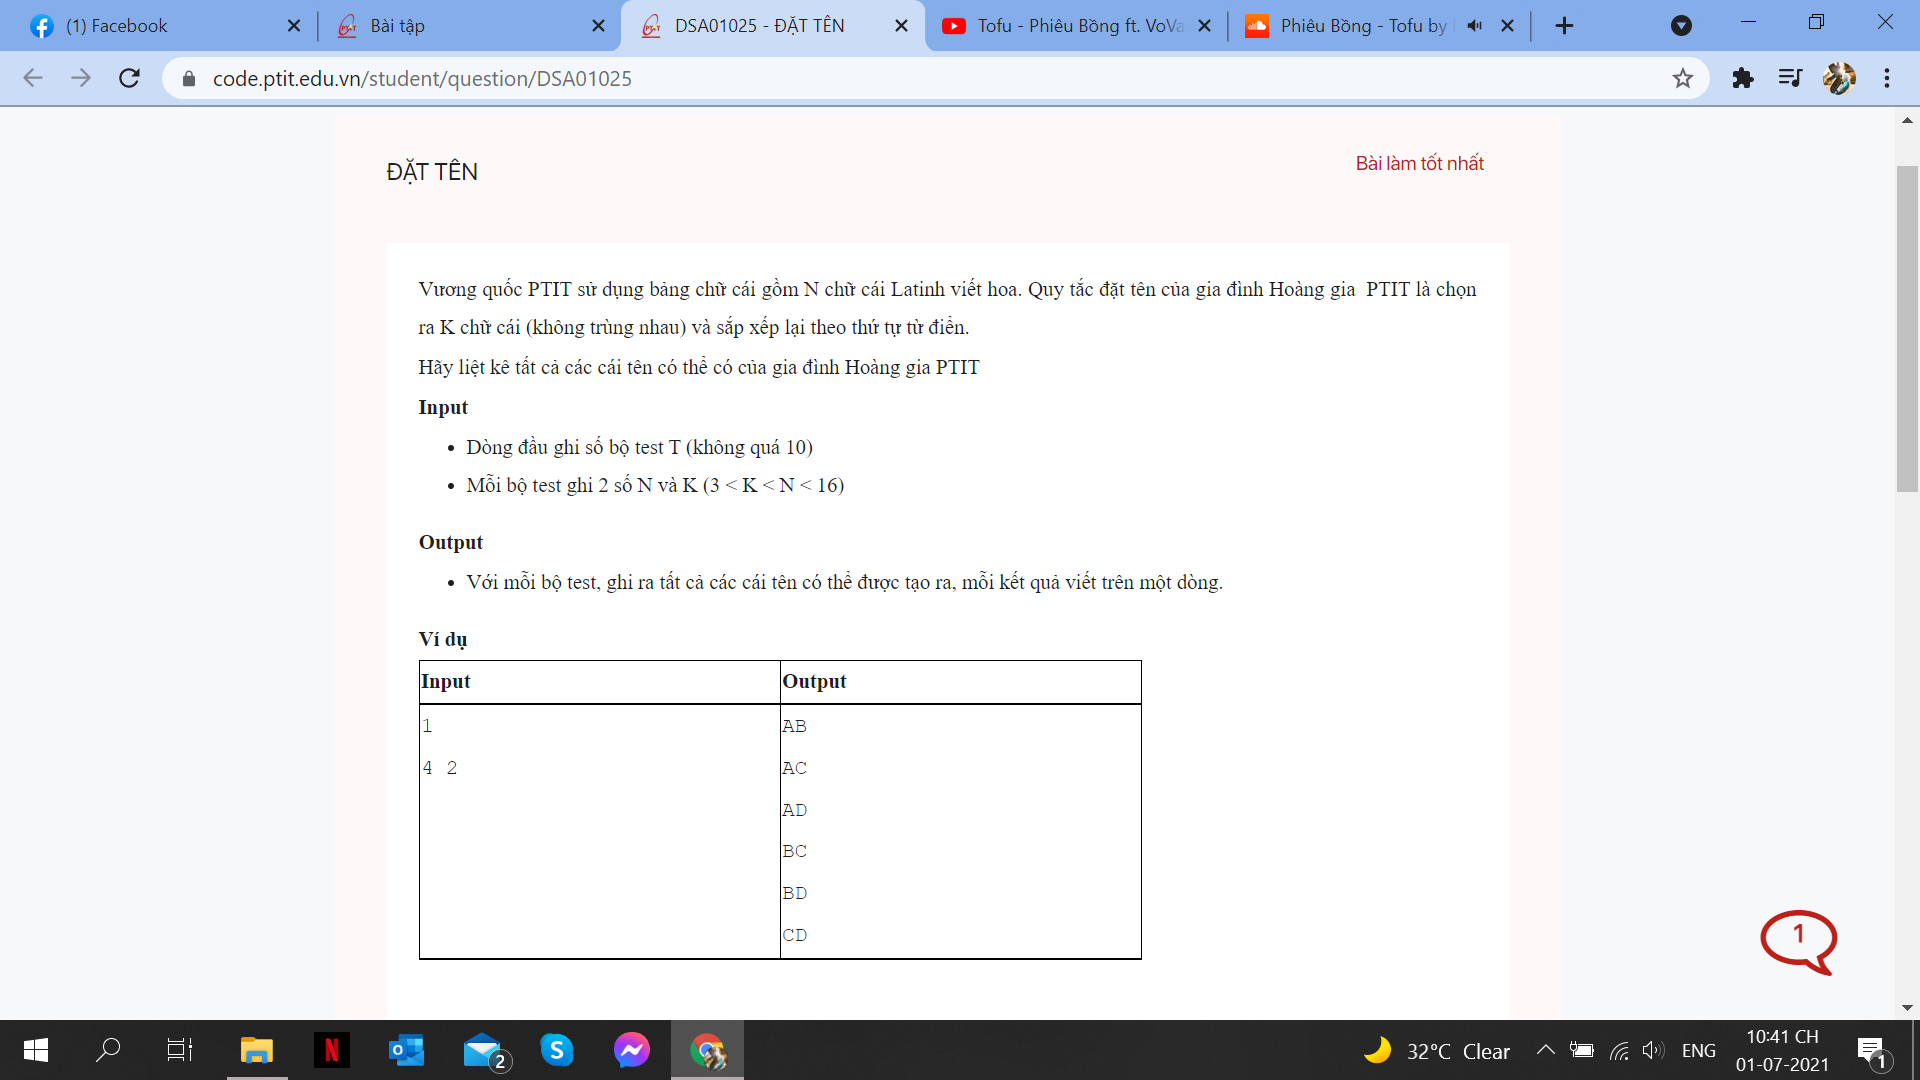 (1) Facebook
Bài tập
DSA01025 - ĐẶT TÊN
Tofu - Phiêu Bồng ft. VoVa
Phiêu Bồng - Tofu by
code.ptit.edu.vn/student/question/DSA01025
ĐẶT TÊN
Bài làm tốt nhất
Vương quốc PTIT sử dụng bảng chữ cái gồm N chữ cái Latinh viết hoa. Quy tắc đặt tên của gia đình Hoàng gia PTIT là chọn
ra K chữ cái (không trùng nhau) và sắp xếp lại theo thứ tự từ điển.
Hãy liệt kê tất cả các cái tên có thể có của gia đình Hoàng gia PTIT
Input
• Dòng đầu ghi số bộ test T (không quá 10)
• Mỗi bộ test ghi 2 số N và K (3 < K < N < 16)
Output
• Với mỗi bộ test, ghi ra tất cả các cái tên có thể được tạo ra, mỗi kết quả viết trên một dòng.
Ví dụ
Input Output
1 AB
4 2 AC
AD
BC
BD
CD
1
2
32°C Clear
ENG
10:41 CH
01-07-2021
1